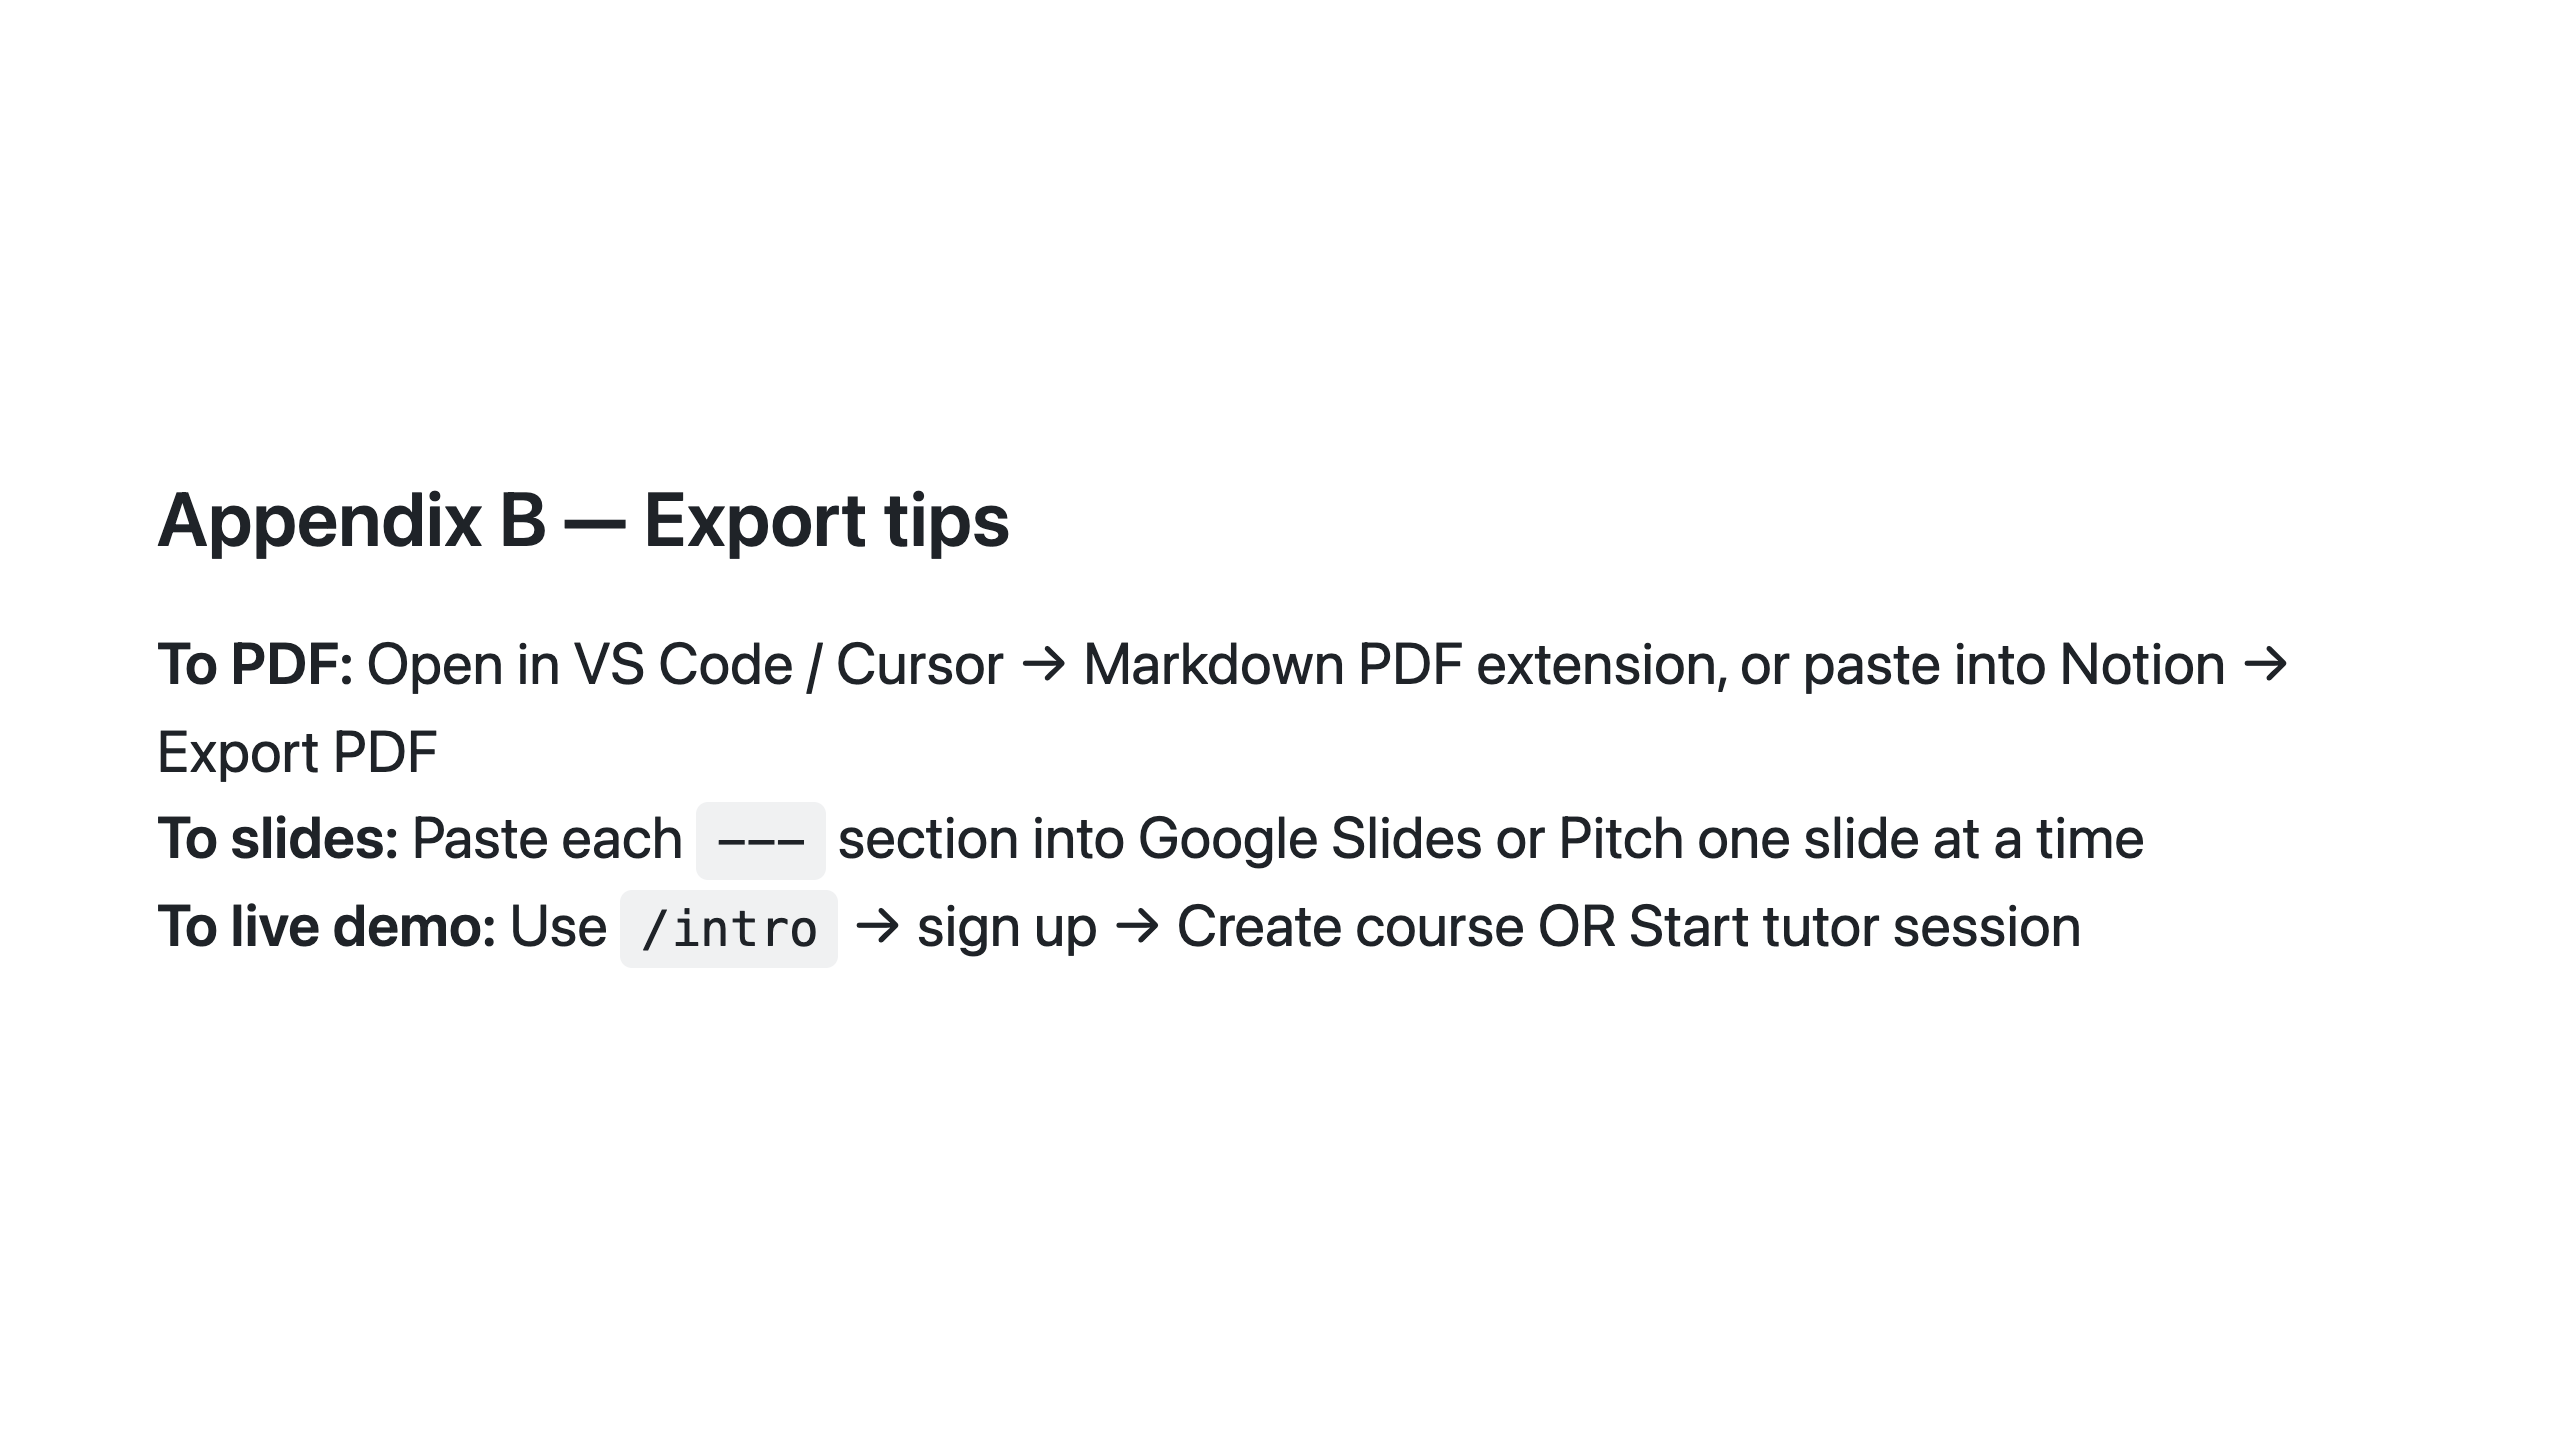 Appendix B — Export tips
To PDF: Open in VS Code / Cursor → Markdown PDF extension, or paste into Notion →
Export PDF
To slides: Paste each --- section into Google Slides or Pitch one slide at a time
To live demo: Use /intro → sign up → Create course OR Start tutor session